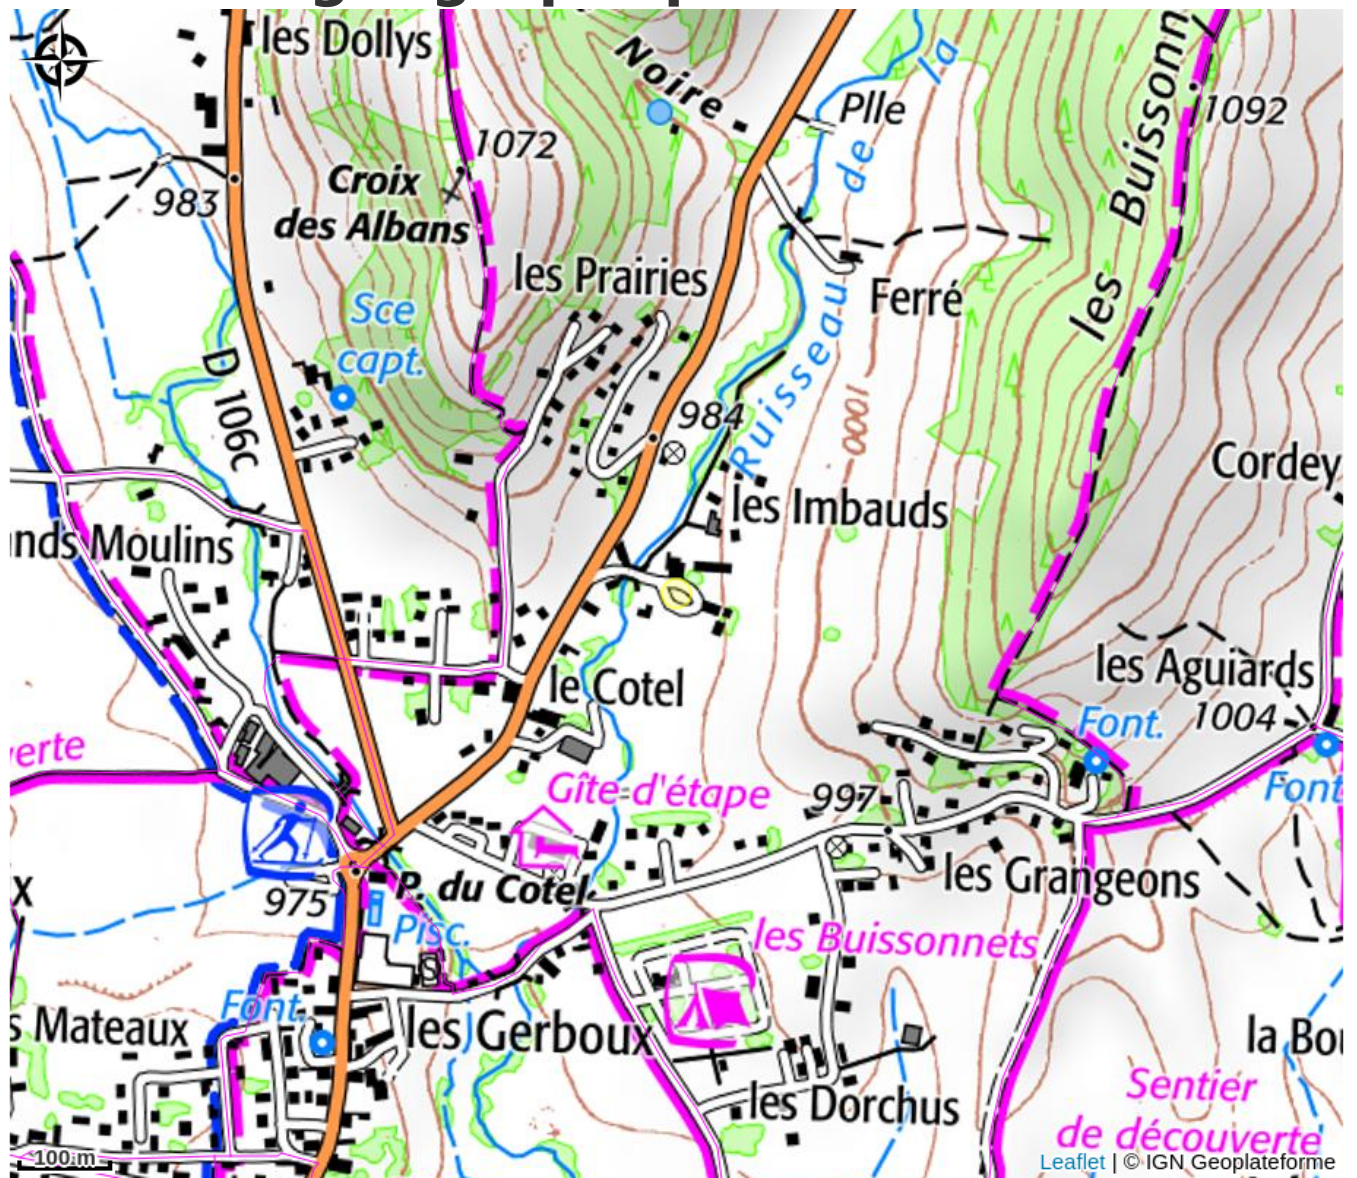 les Dollys
Noire
la
Plle
1072
1092
de
Buissonn
Croix
983
des Albans
les Prairies
Ruisseau
Ferré
les
Sce
capt.
D 106c
984
1000
Cordey
les Imbauds
nds Moulins
les Aguiards
le Cotel
1004
Font.
verte
Gîte d'étape
997
Font
les Grangeons
X
975
P. du Cotel
Pisc.
les Buissonnets
Font.
s Mateaux
les Gerboux
la Bou
Sentier
les Dorchus
de découverte
100 m
Leaflet | © IGN Geoplateforme